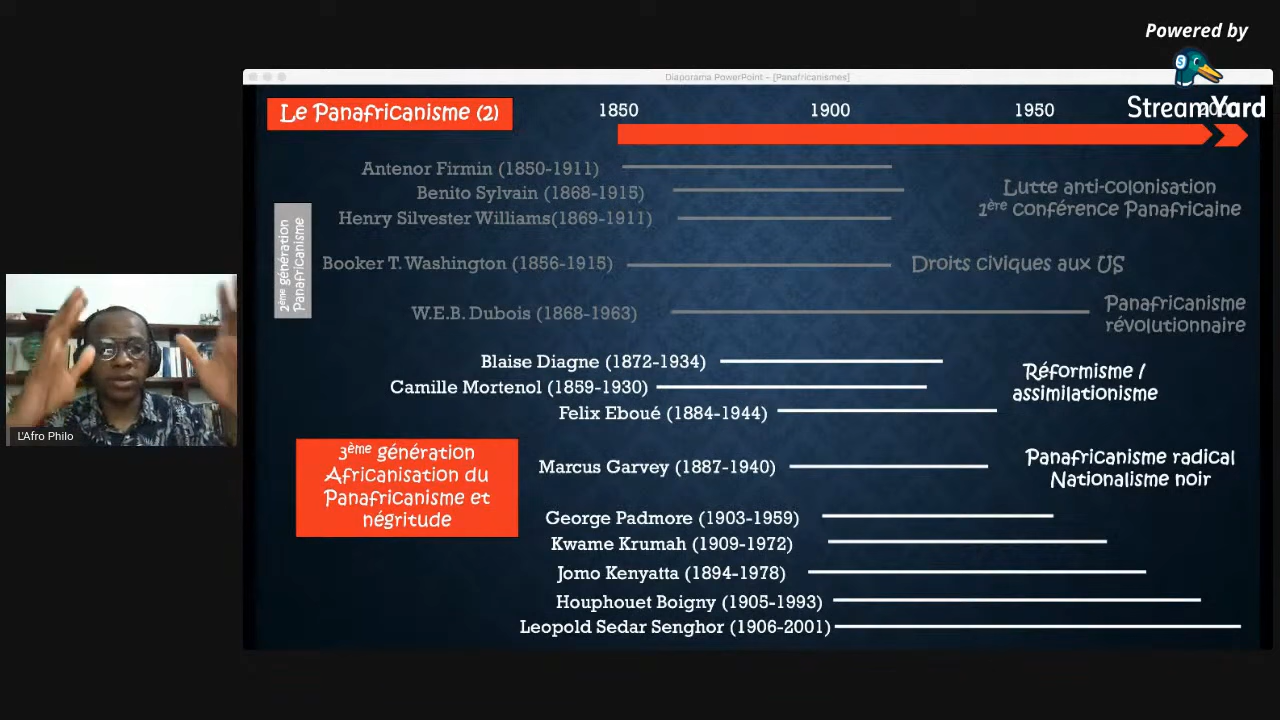 Powered by
StreamYard
Diaporama PowerPoint - [Panafricanismes]
Le Panafricanisme (2)
1850
1900
1950
Antenor Firmin (1850-1911)
Benito Sylvain (1868-1915)
Henry Silvester Williams(1869-1911)
Lutte anti-colonisation
1ère conférence Panafricaine
2ème génération
Panafricanisme
Booker T. Washington (1856-1915)
Droits civiques aux US
W.E.B. Dubois (1868-1963)
Panafricanisme
révolutionnaire
Blaise Diagne (1872-1934)
Camille Mortenol (1859-1930)
Felix Eboué (1884-1944)
Réformisme /
assimilationisme
L'Afro Philo
3ème génération
Africanisation du
Panafricanisme et
négritude
Marcus Garvey (1887-1940)
Panafricanisme radical
Nationalisme noir
George Padmore (1903-1959)
Kwame Krumah (1909-1972)
Jomo Kenyatta (1894-1978)
Houphouet Boigny (1905-1993)
Leopold Sedar Senghor (1906-2001)